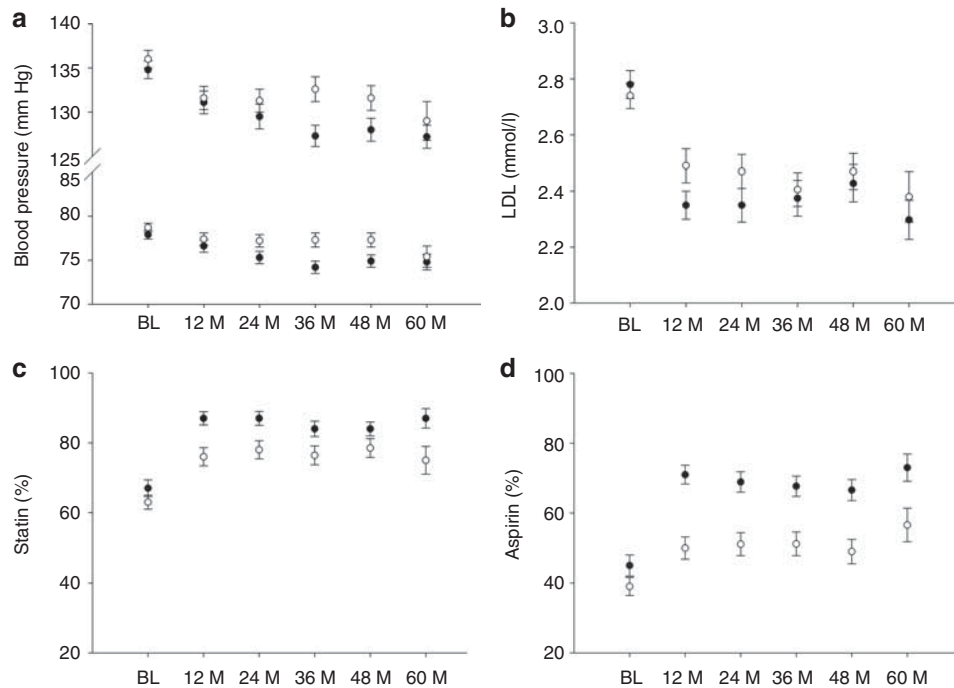 a
Blood pressure (mm Hg)
140
135
130
125
85
80
75
70
BL 12 M 24 M 36 M 48 M 60 M
b
LDL (mmol/l)
3.0
2.8
2.6
2.4
2.2
2.0
BL 12 M 24 M 36 M 48 M 60 M
c
Statin (%)
100
80
60
40
20
BL 12 M 24 M 36 M 48 M 60 M
d
Aspirin (%)
100
80
60
40
20
BL 12 M 24 M 36 M 48 M 60 M